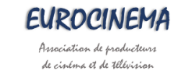 EUROCINEMA
Association de producteurs
de cinéma et de télévision